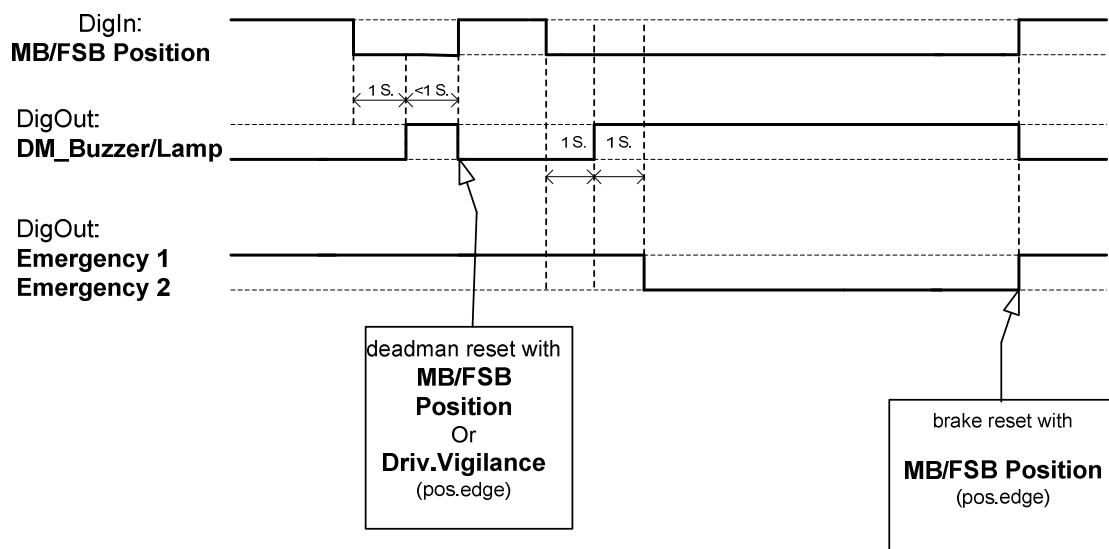 DigIn:
MB/FSB Position
1 S.
<1 S.
DigOut:
DM_Buzzer/Lamp
1 S.
1 S.
DigOut:
Emergency 1
Emergency 2
deadman reset with
MB/FSB
Position
Or
Driv.Vigilance
(pos.edge)
brake reset with
MB/FSB Position
(pos.edge)